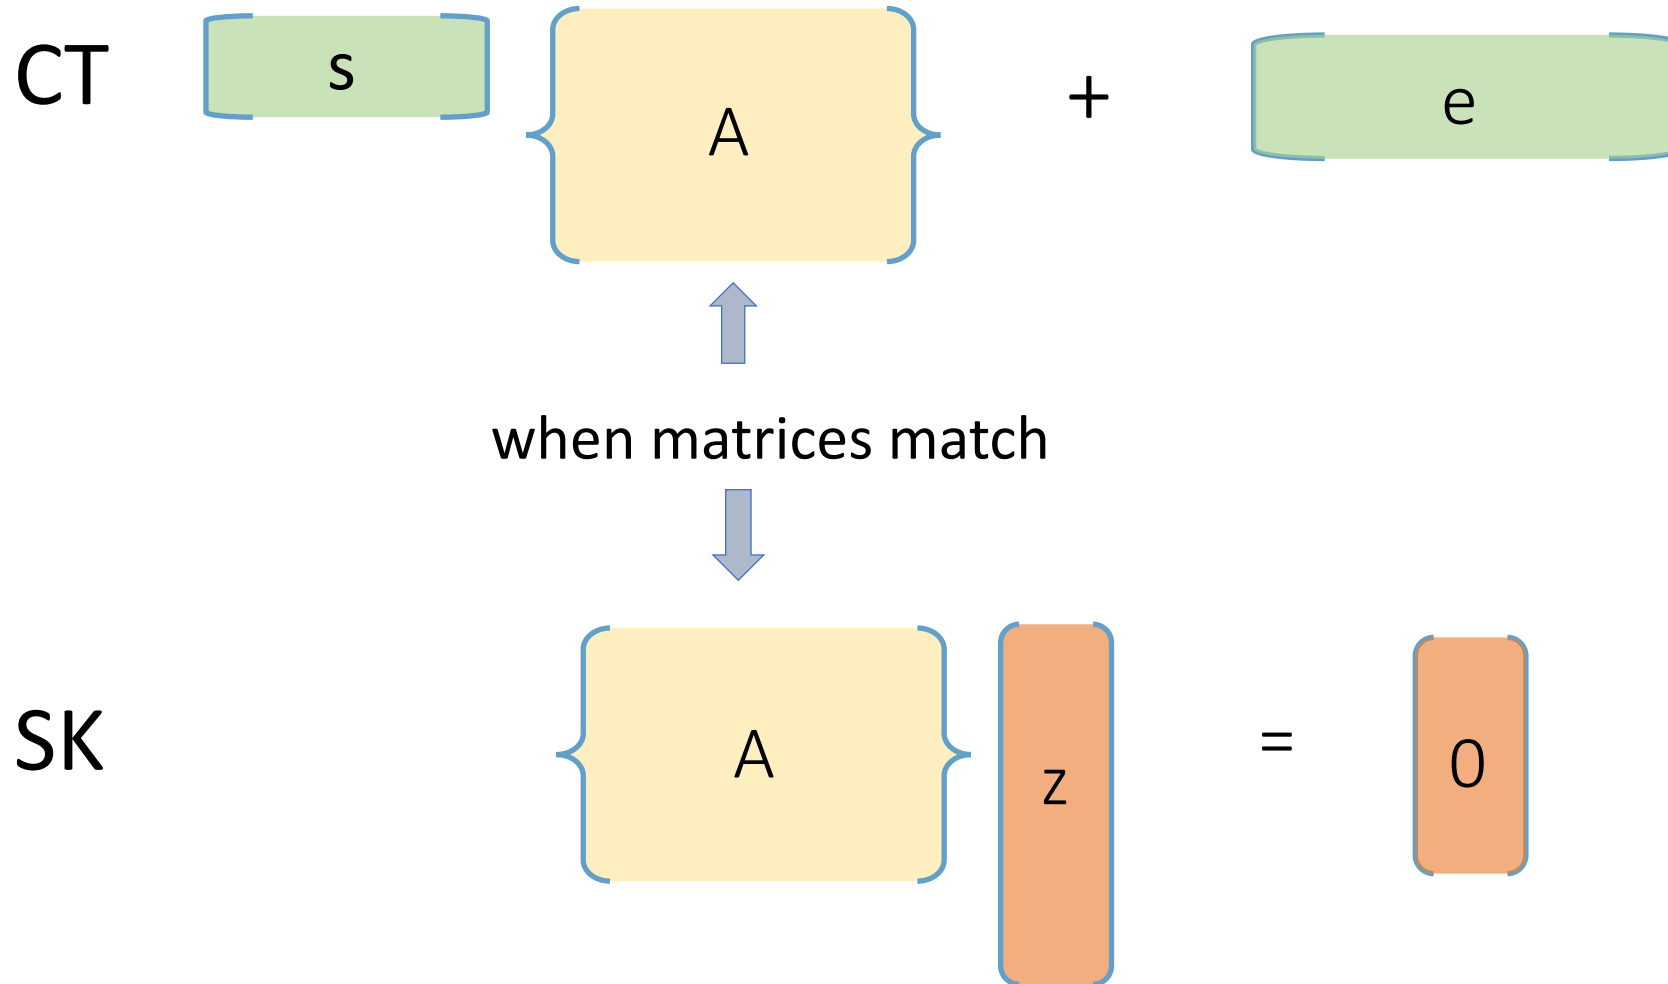 CT s A + e
when matrices match
SK A z = 0